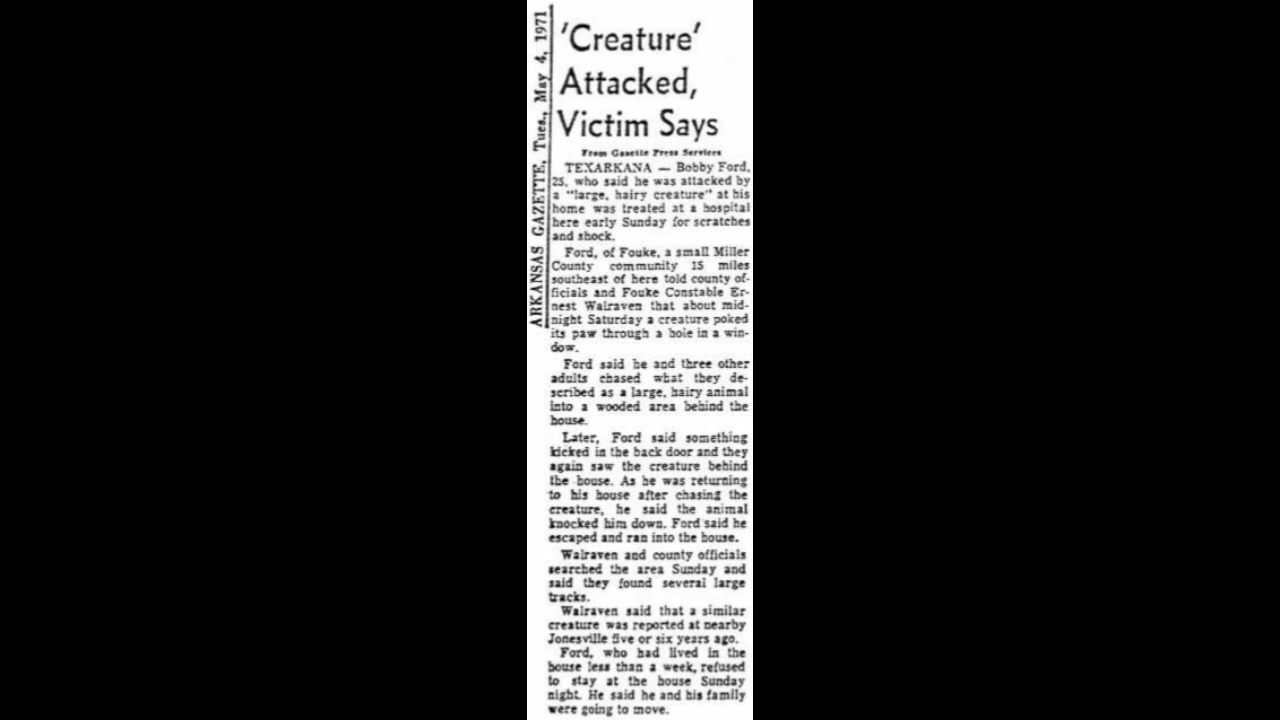 ARKANSAS GAZETTE, Tues., May 4, 1971
'Creature'
Attacked,
Victim Says
From Gazette Press Services
TEXARKANA — Bobby Ford,
25, who said he was attacked by
a "large, hairy creature" at his
home was treated at a hospital
here early Sunday for scratches
and shock.
Ford, of Fouke, a small Miller
County community 15 miles
southeast of here told county of-
ficials and Fouke Constable Er-
nest Walraven that about mid-
night Saturday a creature poked
its paw through a hole in a win-
dow.
Ford said he and three other
adults chased what they de-
scribed as a large, hairy animal
into a wooded area behind the
house.
Later, Ford said something
kicked in the back door and they
again saw the creature behind
the house. As he was returning
to his house after chasing the
creature, he said the animal
knocked him down. Ford said he
escaped and ran into the house.
Walraven and county officials
searched the area Sunday and
said they found several large
tracks.
Walraven said that a similar
creature was reported at nearby
Jonesville five or six years ago.
Ford, who had lived in the
house less than a week, refused
to stay at the house Sunday
night. He said he and his family
were going to move.